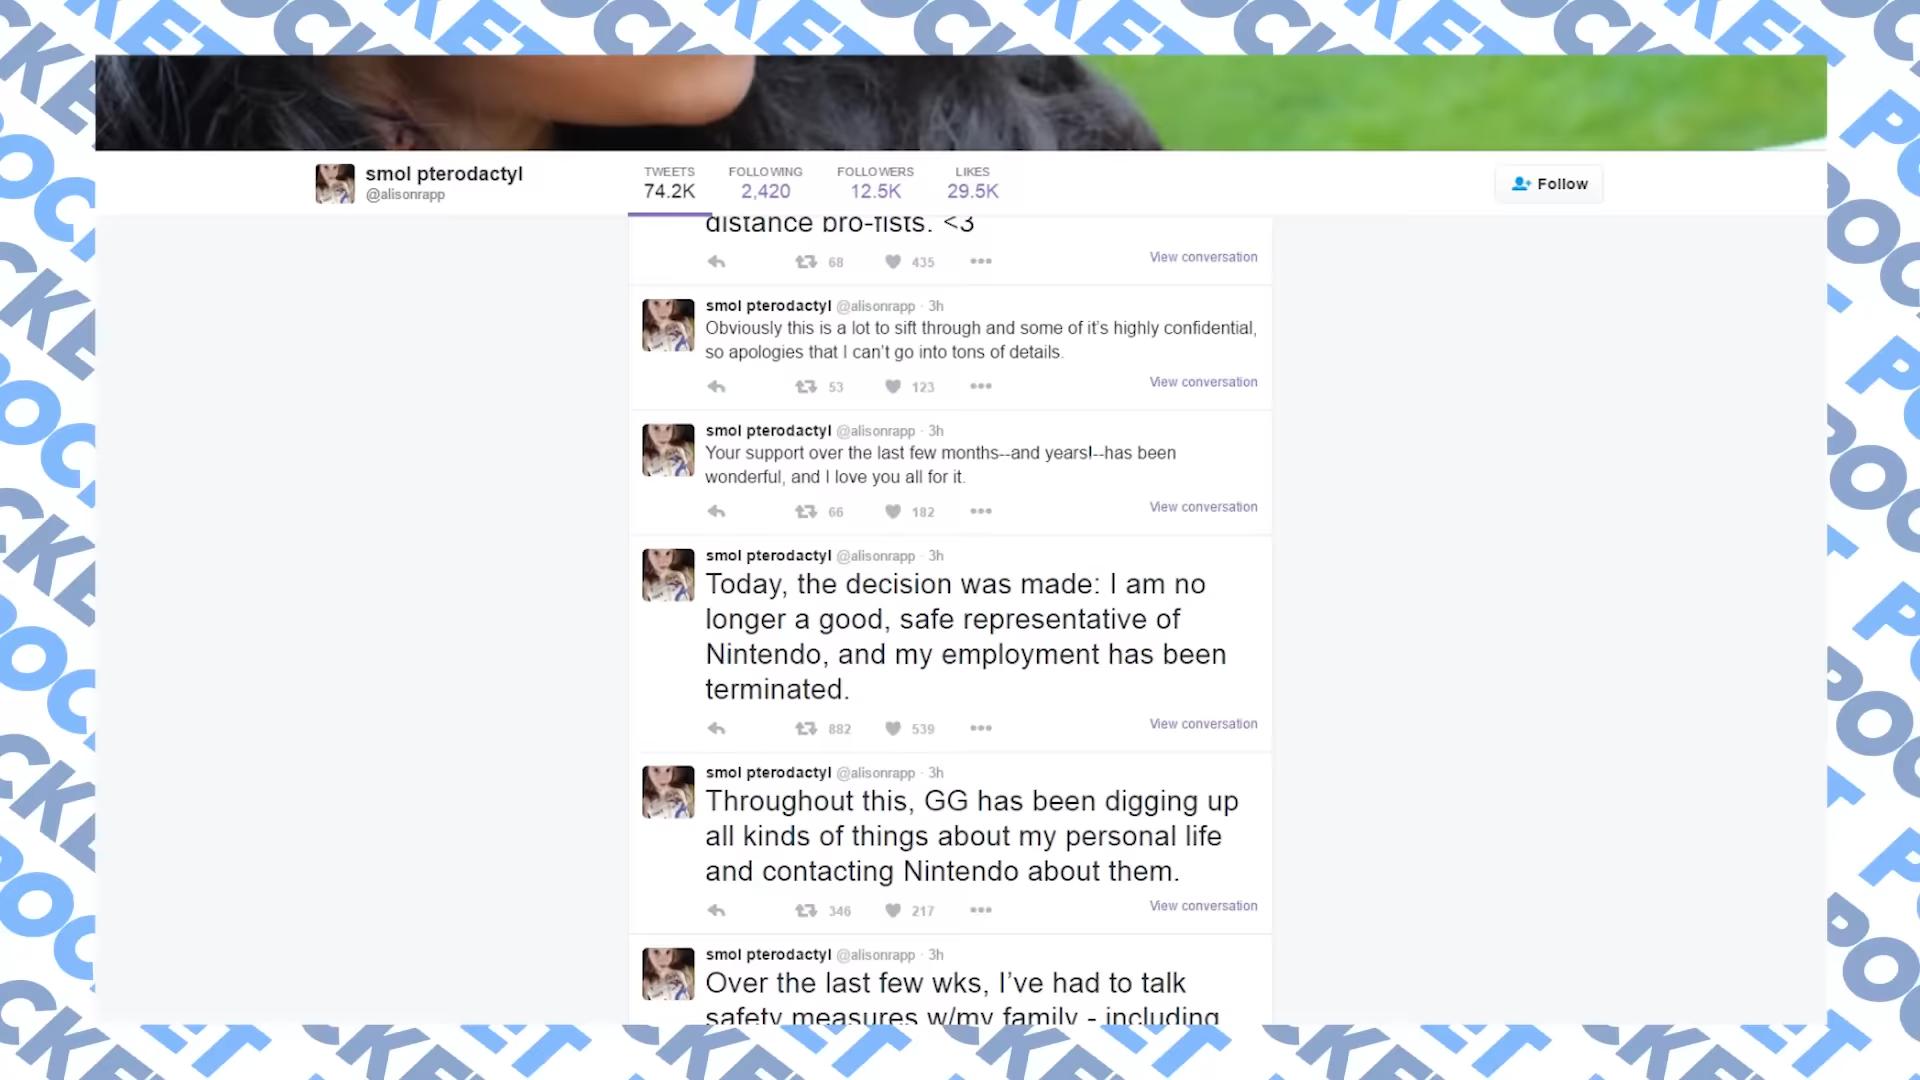 smol pterodactyl
@alisonrapp
TWEETS
74.2K
FOLLOWING
2,420
FOLLOWERS
12.5K
LIKES
29.5K
Follow
distance bro-fists. <3
68 435
View conversation
smol pterodactyl @alisonrapp · 3h
Obviously this is a lot to sift through and some of it's highly confidential,
so apologies that I can't go into tons of details.
53 123
View conversation
smol pterodactyl @alisonrapp · 3h
Your support over the last few months--and years!--has been
wonderful, and I love you all for it.
66 182
View conversation
smol pterodactyl @alisonrapp · 3h
Today, the decision was made: I am no
longer a good, safe representative of
Nintendo, and my employment has been
terminated.
882 539
View conversation
smol pterodactyl @alisonrapp · 3h
Throughout this, GG has been digging up
all kinds of things about my personal life
and contacting Nintendo about them.
346 217
View conversation
smol pterodactyl @alisonrapp · 3h
Over the last few wks, I've had to talk
safety measures w/my family - including